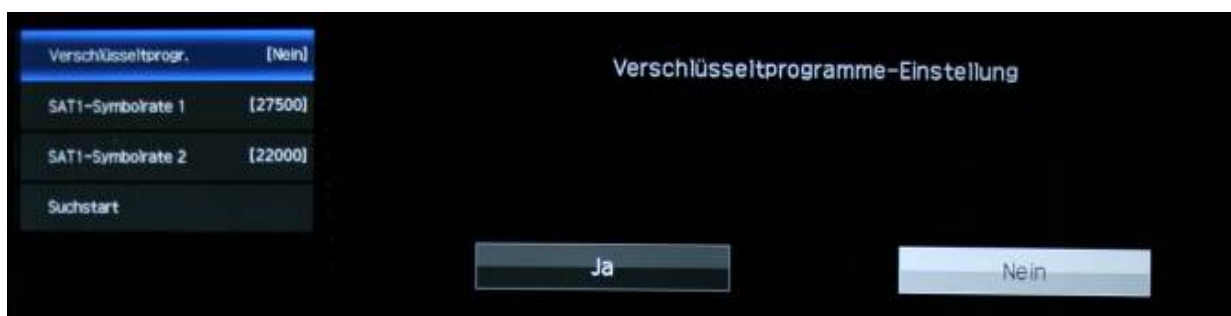 Verschlüsseltprogr. [Nein]
SAT1-Symbolrate 1 [27500]
SAT1-Symbolrate 2 [22000]
Suchstart
Verschlüsseltprogramme-Einstellung
Ja
Nein